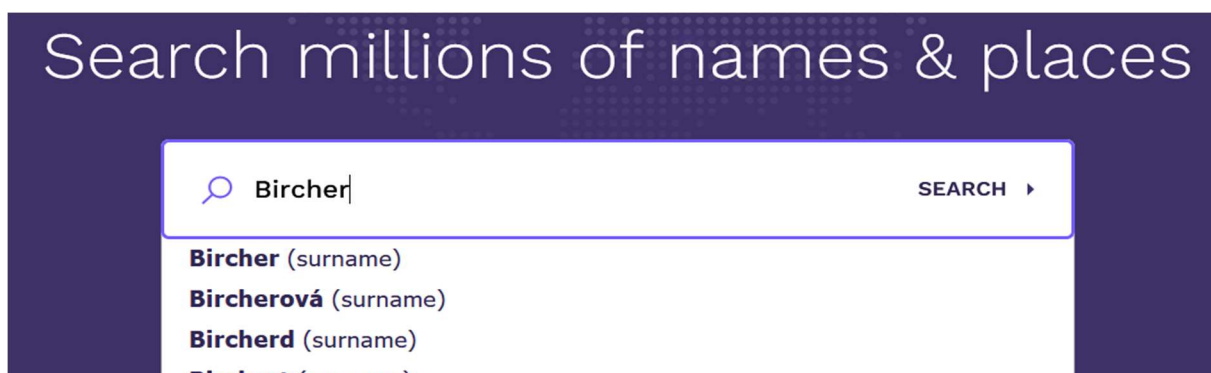 Search millions of names & places
Bircher SEARCH
Bircher (surname)
Bircherová (surname)
Bircherd (surname)